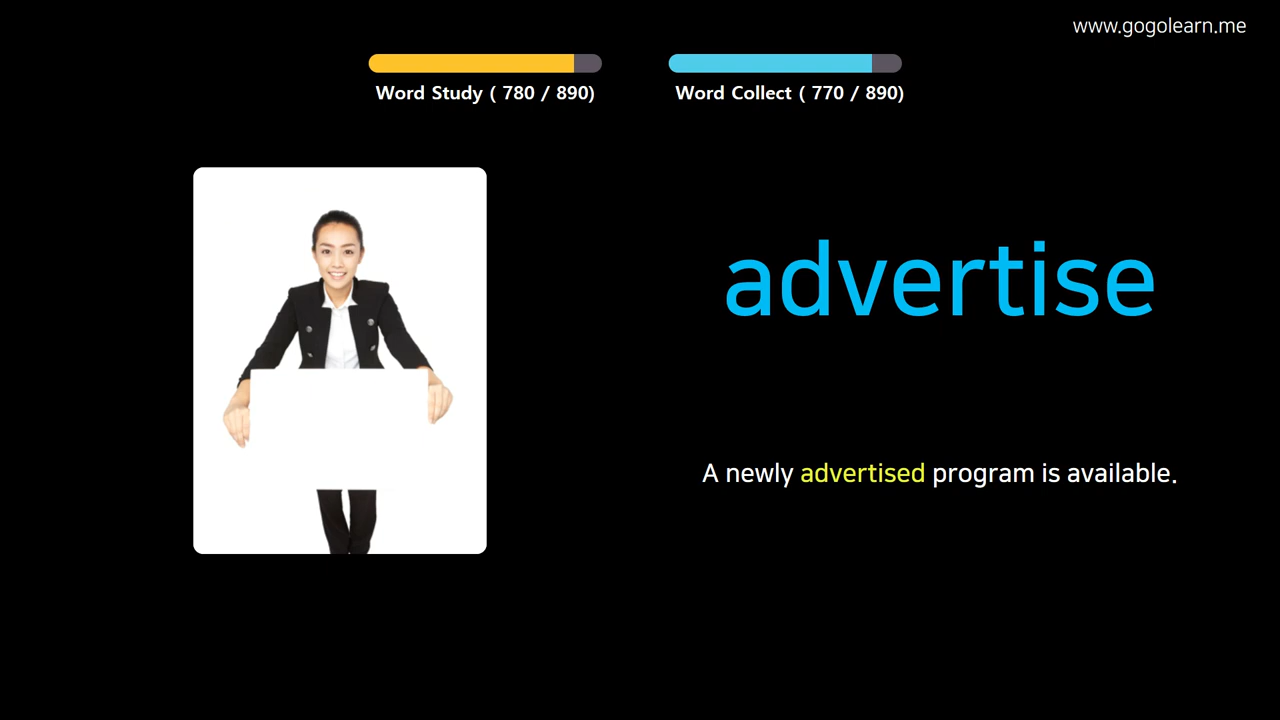 www.gogolearn.me
Word Study ( 780 / 890)
Word Collect ( 770 / 890)
advertise
A newly advertised program is available.